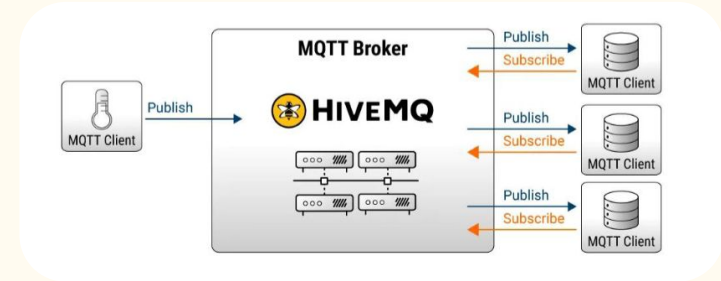 MQTT Broker
HIVEMQ
Publish
MQTT Client
Publish
Subscribe
MQTT Client
Publish
Subscribe
MQTT Client
Publish
Subscribe
MQTT Client